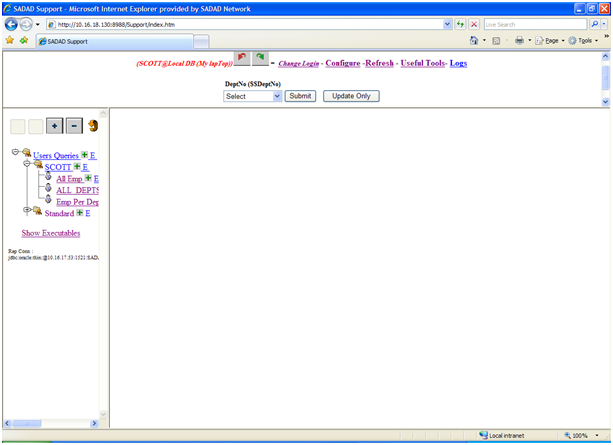 SADAD Support - Microsoft Internet Explorer provided by SADAD Network
http://10.16.18.130:8988/Support/index.htm
Live Search
SADAD Support
Page Tools
(SCOTT@Local DB (My lapTop)) - Change Login - Configure -Refresh - Useful Tools- Logs
DeptNo (SSDeptNo)
Select Submit Update Only
Users Queries E
SCOTT E
All Emp E
ALL_DEPTS
Emp Per Dep
Standard E
Show Executables
Rep Conn :
jdbc:oracle:thin:@10.16.17.53:1521:SAD
Local intranet 100%